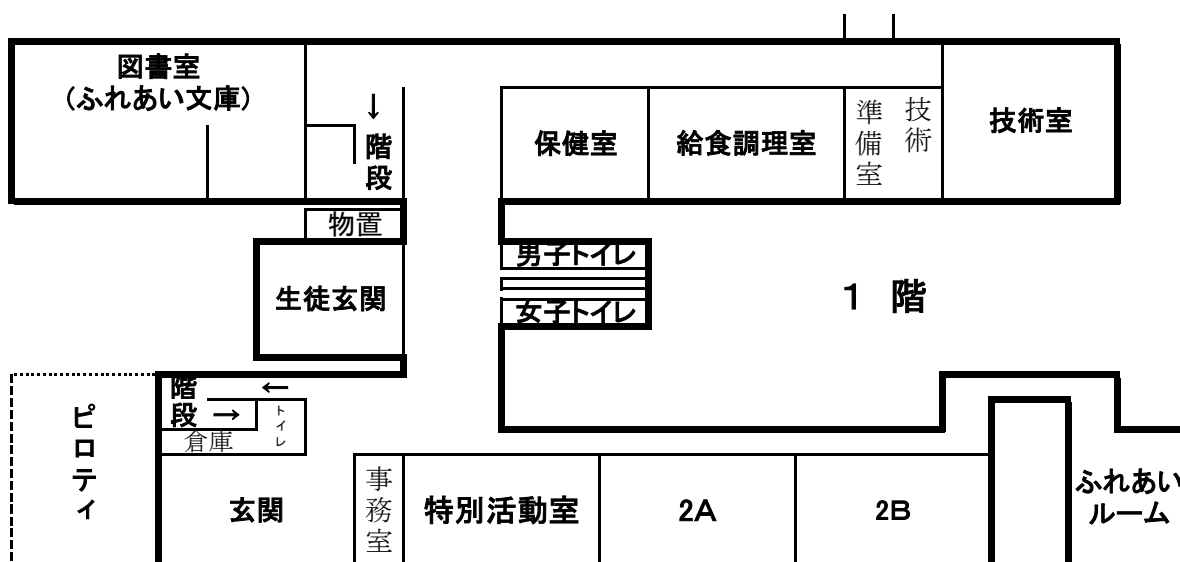 図書室
(ふれあい文庫)
↓
階段
保健室
給食調理室
技術
準備室
技術室
物置
男子トイレ
生徒玄関
女子トイレ
１ 階
階段
←
→
トイレ
倉庫
ピロティ
玄関
事務室
特別活動室
2A
2B
ふれあい
ルーム